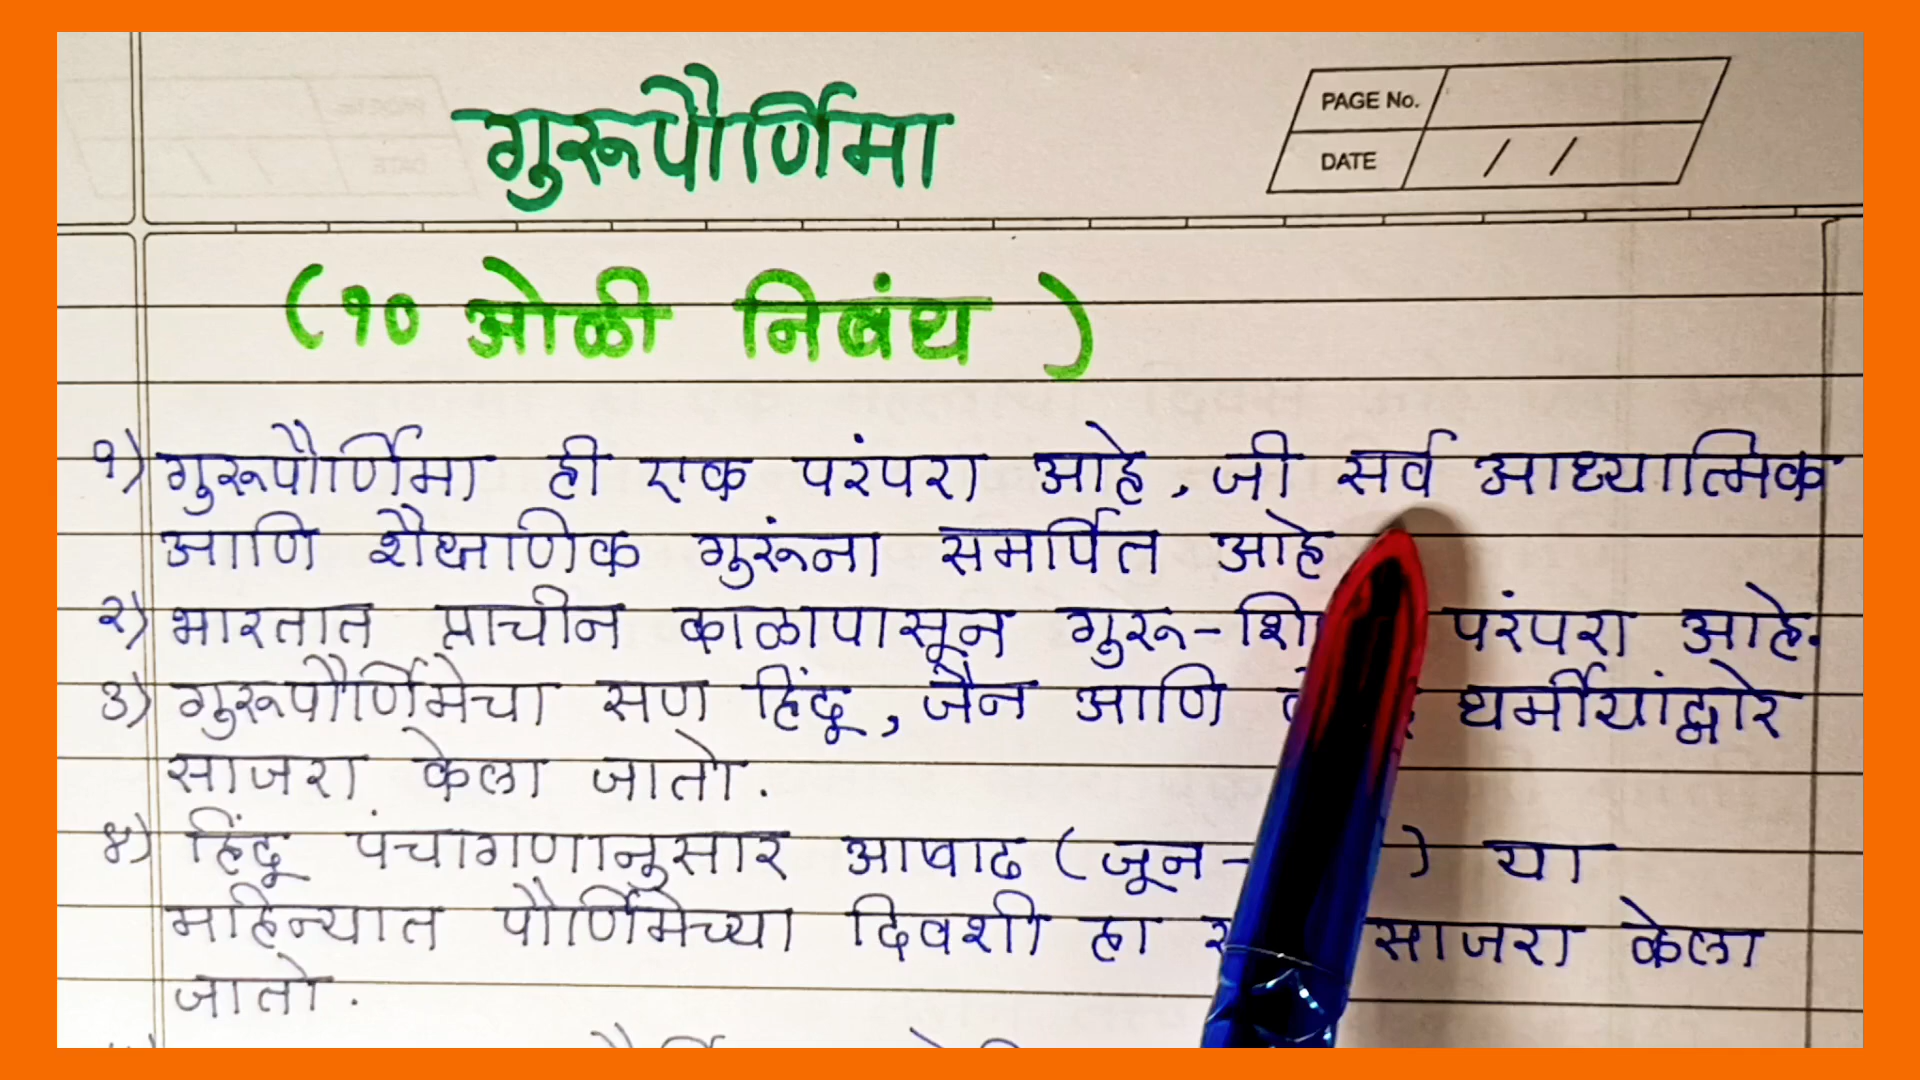 गुरूपौर्णिमा
PAGE No.
DATE / /
(१० ओळी निबंध)
१) गुरूपौर्णिमा ही एक परंपरा आहे, जी सर्व आध्यात्मिक
आणि शैक्षणिक गुरूंना समर्पित आहे
२) भारतात प्राचीन काळापासून गुरू- परंपरा आहे.
३) गुरूपौर्णिमेचा सण हिंदू, जैन आणि धर्मीयांद्वारे
साजरा केला जातो.
४) हिंदू पंचागणानुसार आषाढ (जून- ) या
महिन्यात पौर्णिमेच्या दिवशी हा साजरा केला
जातो.